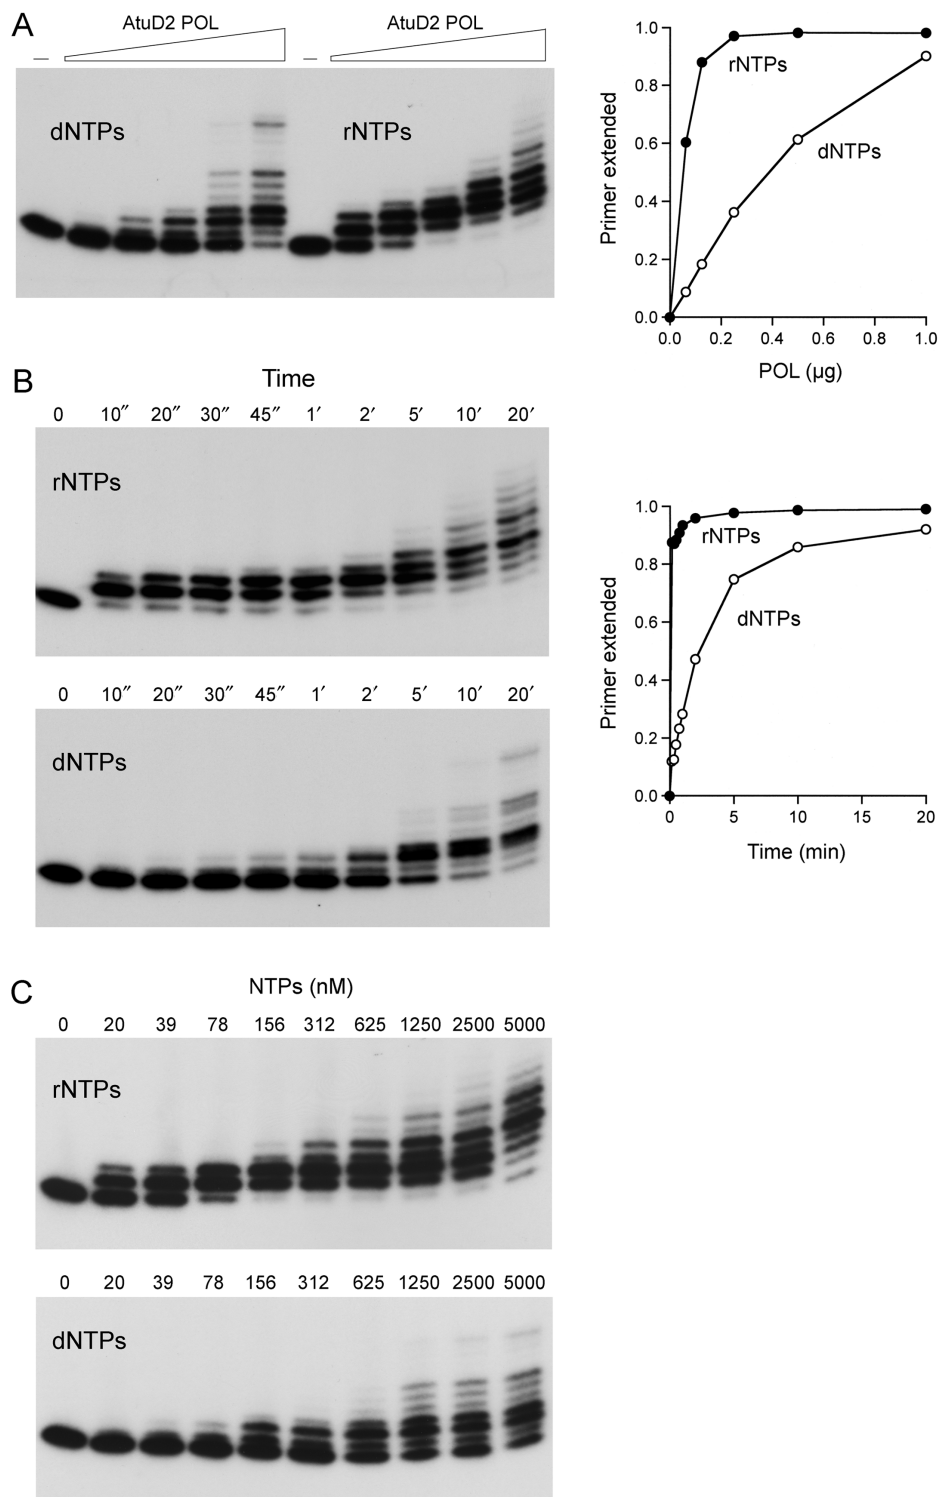 A
AtuD2 POL
AtuD2 POL
–
–
dNTPs
rNTPs
1.0
0.8
0.6
0.4
0.2
0.0
Primer extended
rNTPs
dNTPs
0.0 0.2 0.4 0.6 0.8 1.0
POL (µg)
B
Time
0 10″ 20″ 30″ 45″ 1′ 2′ 5′ 10′ 20′
rNTPs
0 10″ 20″ 30″ 45″ 1′ 2′ 5′ 10′ 20′
dNTPs
1.0
0.8
0.6
0.4
0.2
0.0
Primer extended
rNTPs
dNTPs
0 5 10 15 20
Time (min)
C
NTPs (nM)
0 20 39 78 156 312 625 1250 2500 5000
rNTPs
0 20 39 78 156 312 625 1250 2500 5000
dNTPs